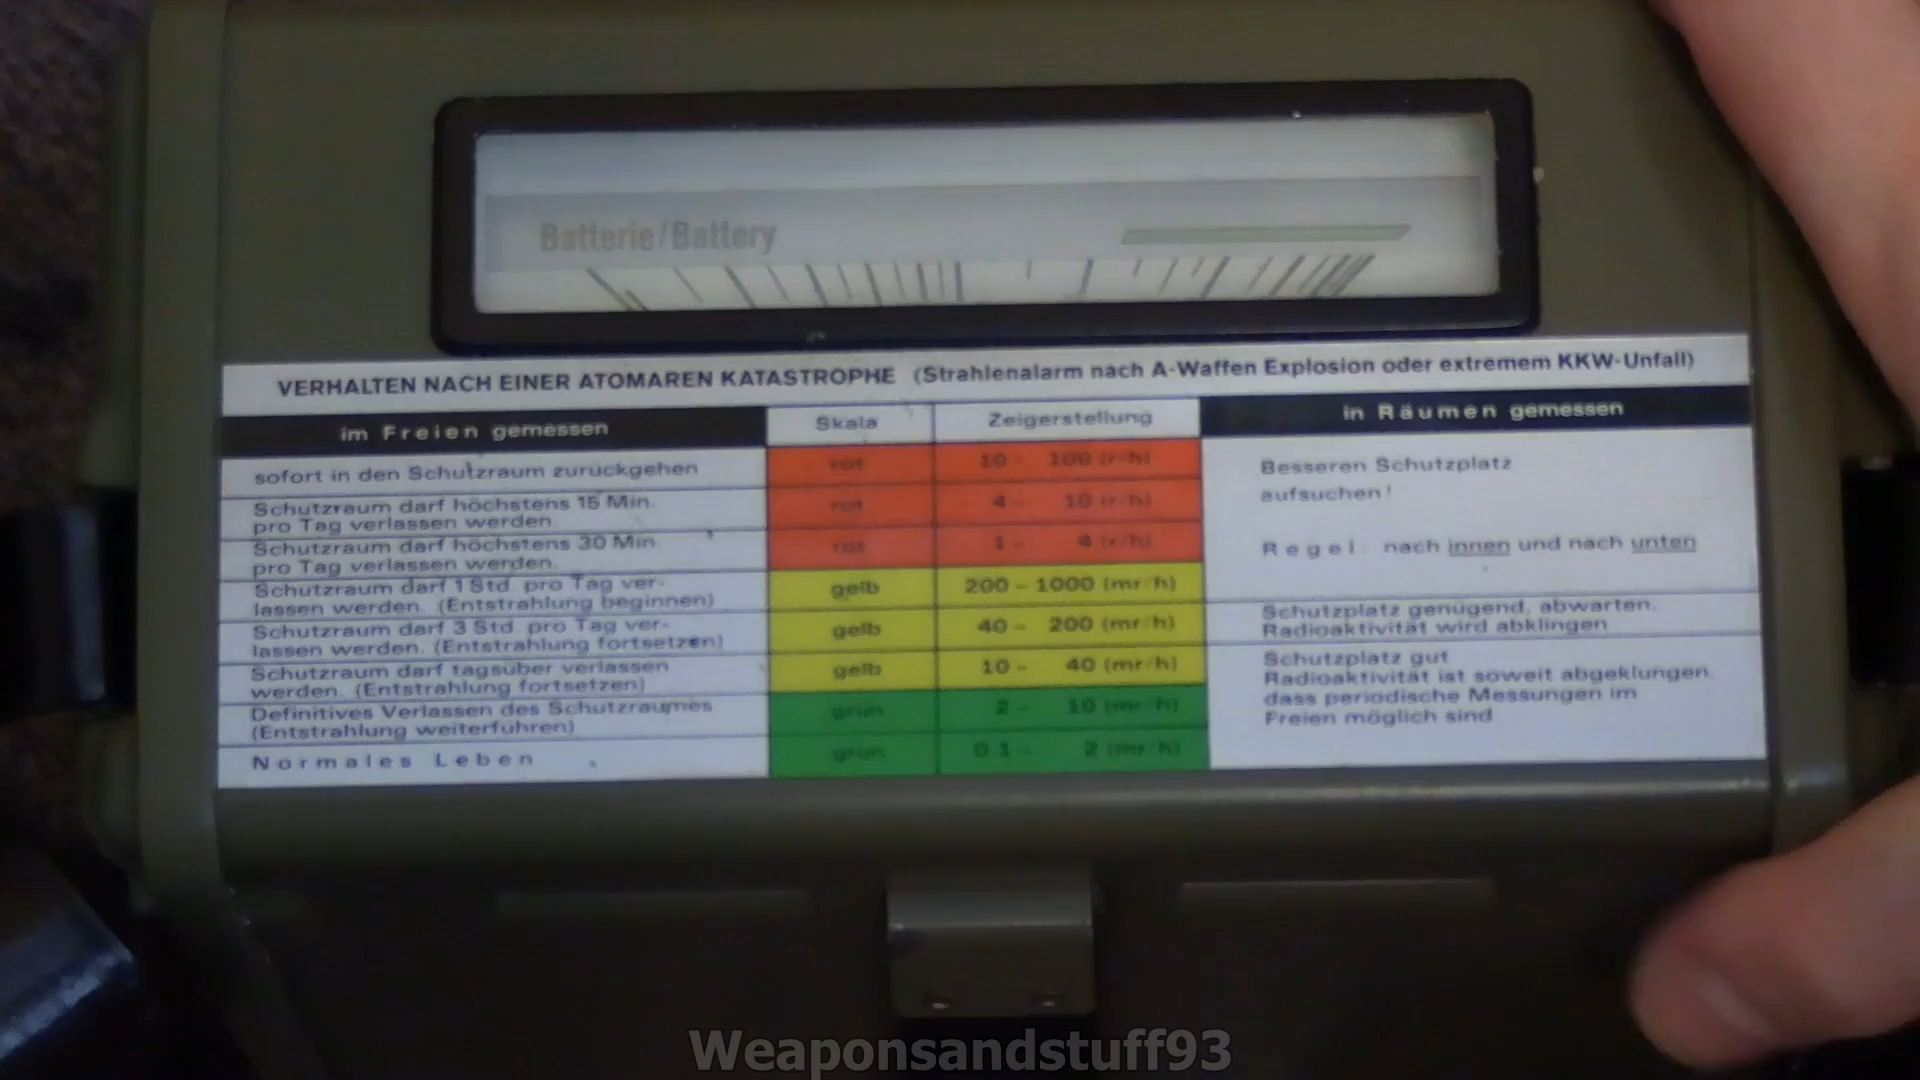 Batterie/Battery
VERHALTEN NACH EINER ATOMAREN KATASTROPHE (Strahlenalarm nach A-Waffen Explosion oder extremem KKW-Unfall)
im Freien gemessen
Skala
Zeigerstellung
in Räumen gemessen
sofort in den Schutzraum zurückgehen
rot
10 - 100 (r/h)
Schutzraum darf höchstens 15 Min.
pro Tag verlassen werden.
rot
4 - 10 (r/h)
Schutzraum darf höchstens 30 Min.
pro Tag verlassen werden.
rot
1 - 4 (r/h)
Besseren Schutzplatz
aufsuchen!
Regel: nach innen und nach unten
Schutzraum darf 1 Std. pro Tag ver-
lassen werden. (Entstrahlung beginnen)
gelb
200 - 1000 (mr/h)
Schutzraum darf 3 Std. pro Tag ver-
lassen werden. (Entstrahlung fortsetzen)
gelb
40 - 200 (mr/h)
Schutzplatz genügend, abwarten.
Radioaktivität wird abklingen
Schutzraum darf tagsüber verlassen
werden. (Entstrahlung fortsetzen)
gelb
10 - 40 (mr/h)
Definitives Verlassen des Schutzraumes
(Entstrahlung weiterführen)
grün
2 - 10 (mr/h)
Normales Leben
grün
0.1 - 2 (mr/h)
Schutzplatz gut
Radioaktivität ist soweit abgeklungen,
dass periodische Messungen im
Freien möglich sind.
Weaponsandstuff93